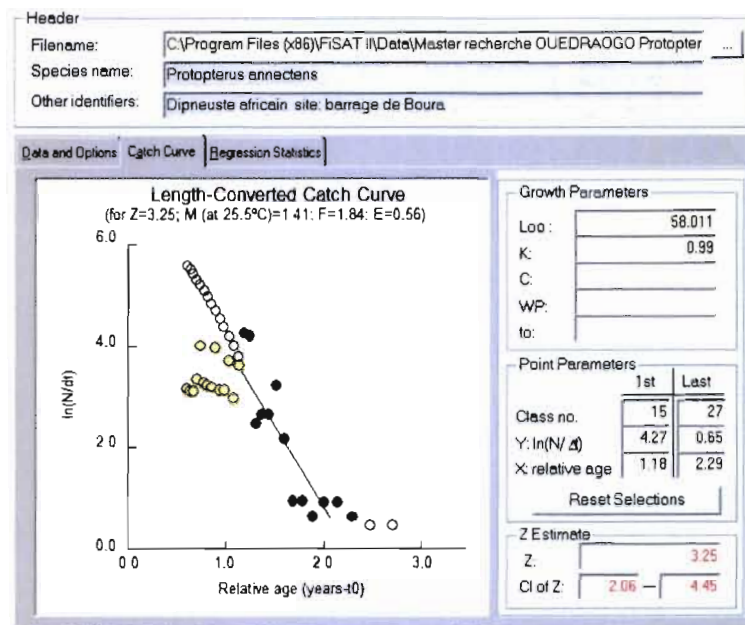 Header
Filename: C:\Program Files (x86)\FiSAT II\Data\Master recherche OUEDRAOGO Protopter ...
Species name: Protopterus annectens
Other identifiers: Dipneuste africain site: barrage de Boura
Data and Options Catch Curve Regression Statistics
Length-Converted Catch Curve
(for Z=3.25; M (at 25.5ºC)=1.41; F=1.84; E=0.56)
6.0
4.0
2.0
0.0
ln(N/dt)
0.0 1.0 2.0 3.0
Relative age (years-t0)
Growth Parameters
Loo : 58.011
K: 0.99
C:
WP:
to:
Point Parameters
1st Last
Class no. 15 27
Y: ln(N/Δt) 4.27 0.65
X: relative age 1.18 2.29
Reset Selections
Z Estimate
Z: 3.25
CI of Z: 2.06 — 4.45